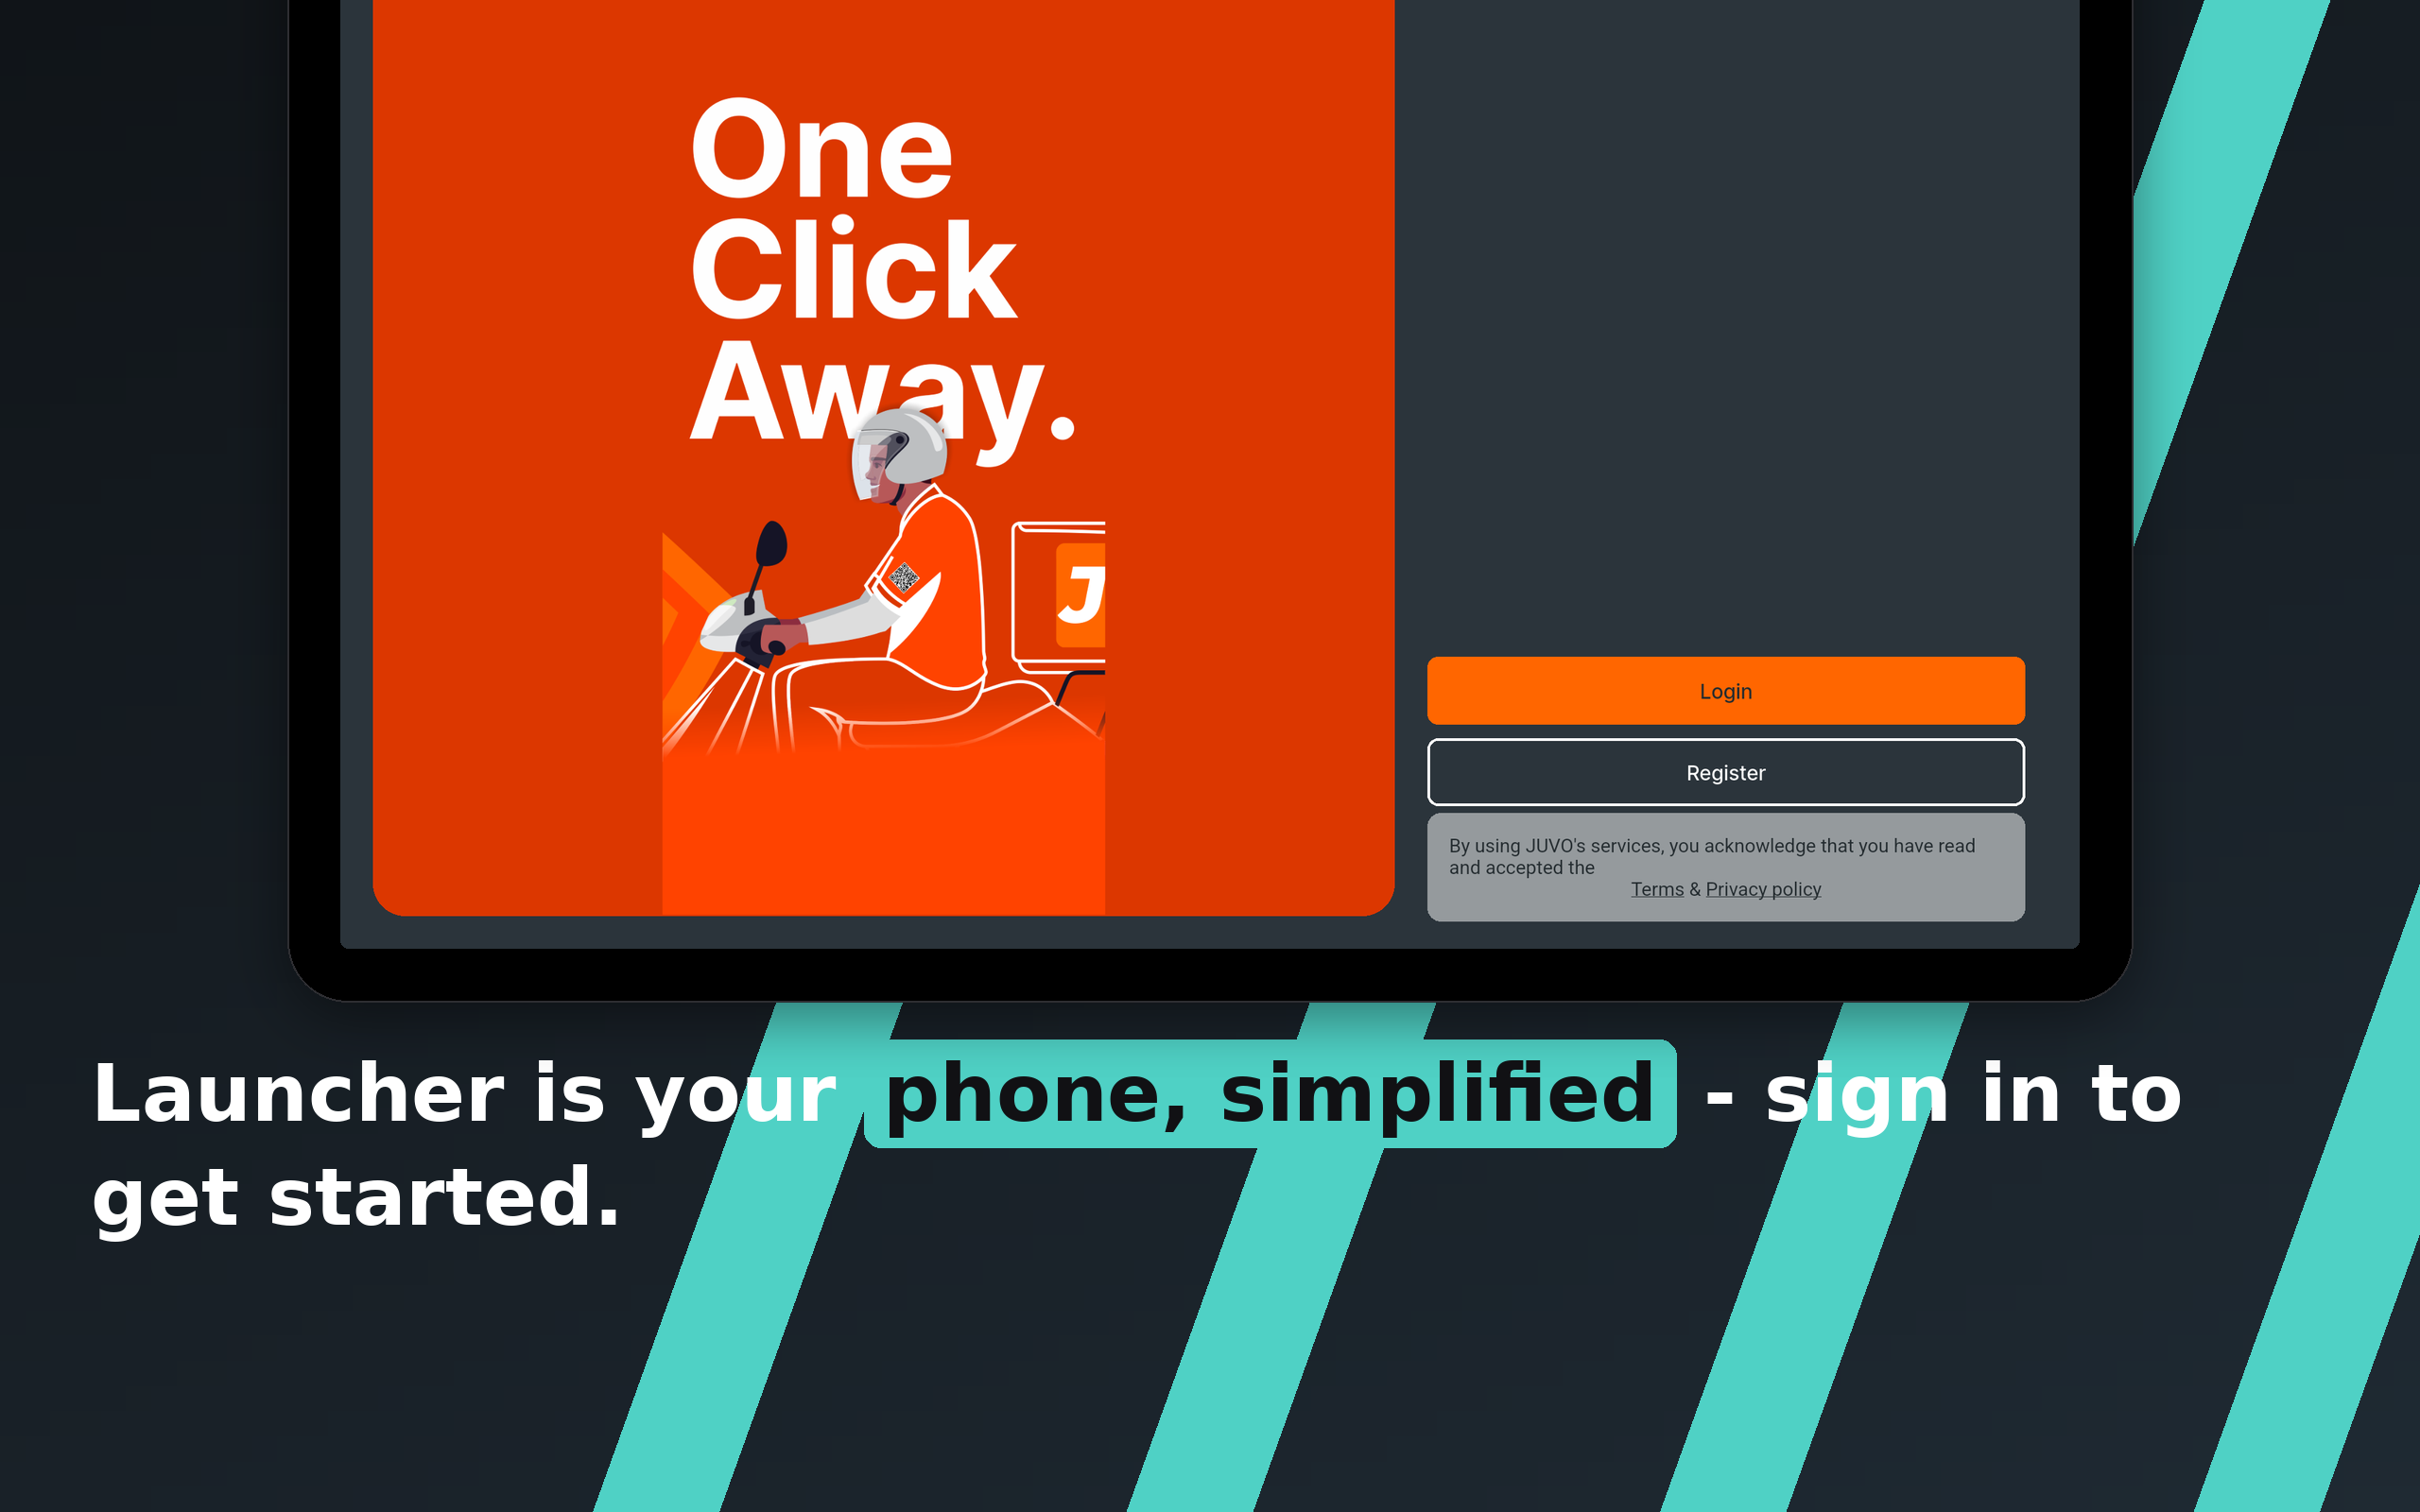 One
Click
Away.
J
Login
Register
By using JUVO's services, you acknowledge that you have read
and accepted the
Terms & Privacy policy
Launcher is your phone, simplified - sign in to
get started.